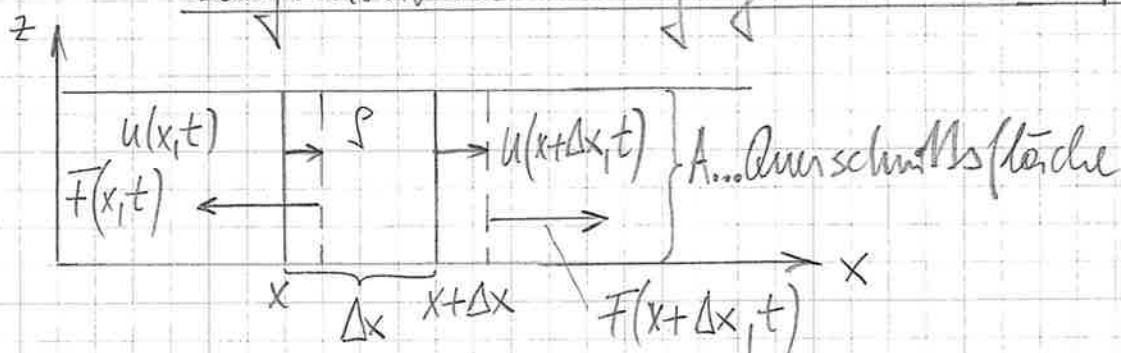 z
u(x,t) ρ u(x+Δx,t) A...Querschnittsfläche
F(x,t)
x Δx x+Δx F(x+Δx,t) x